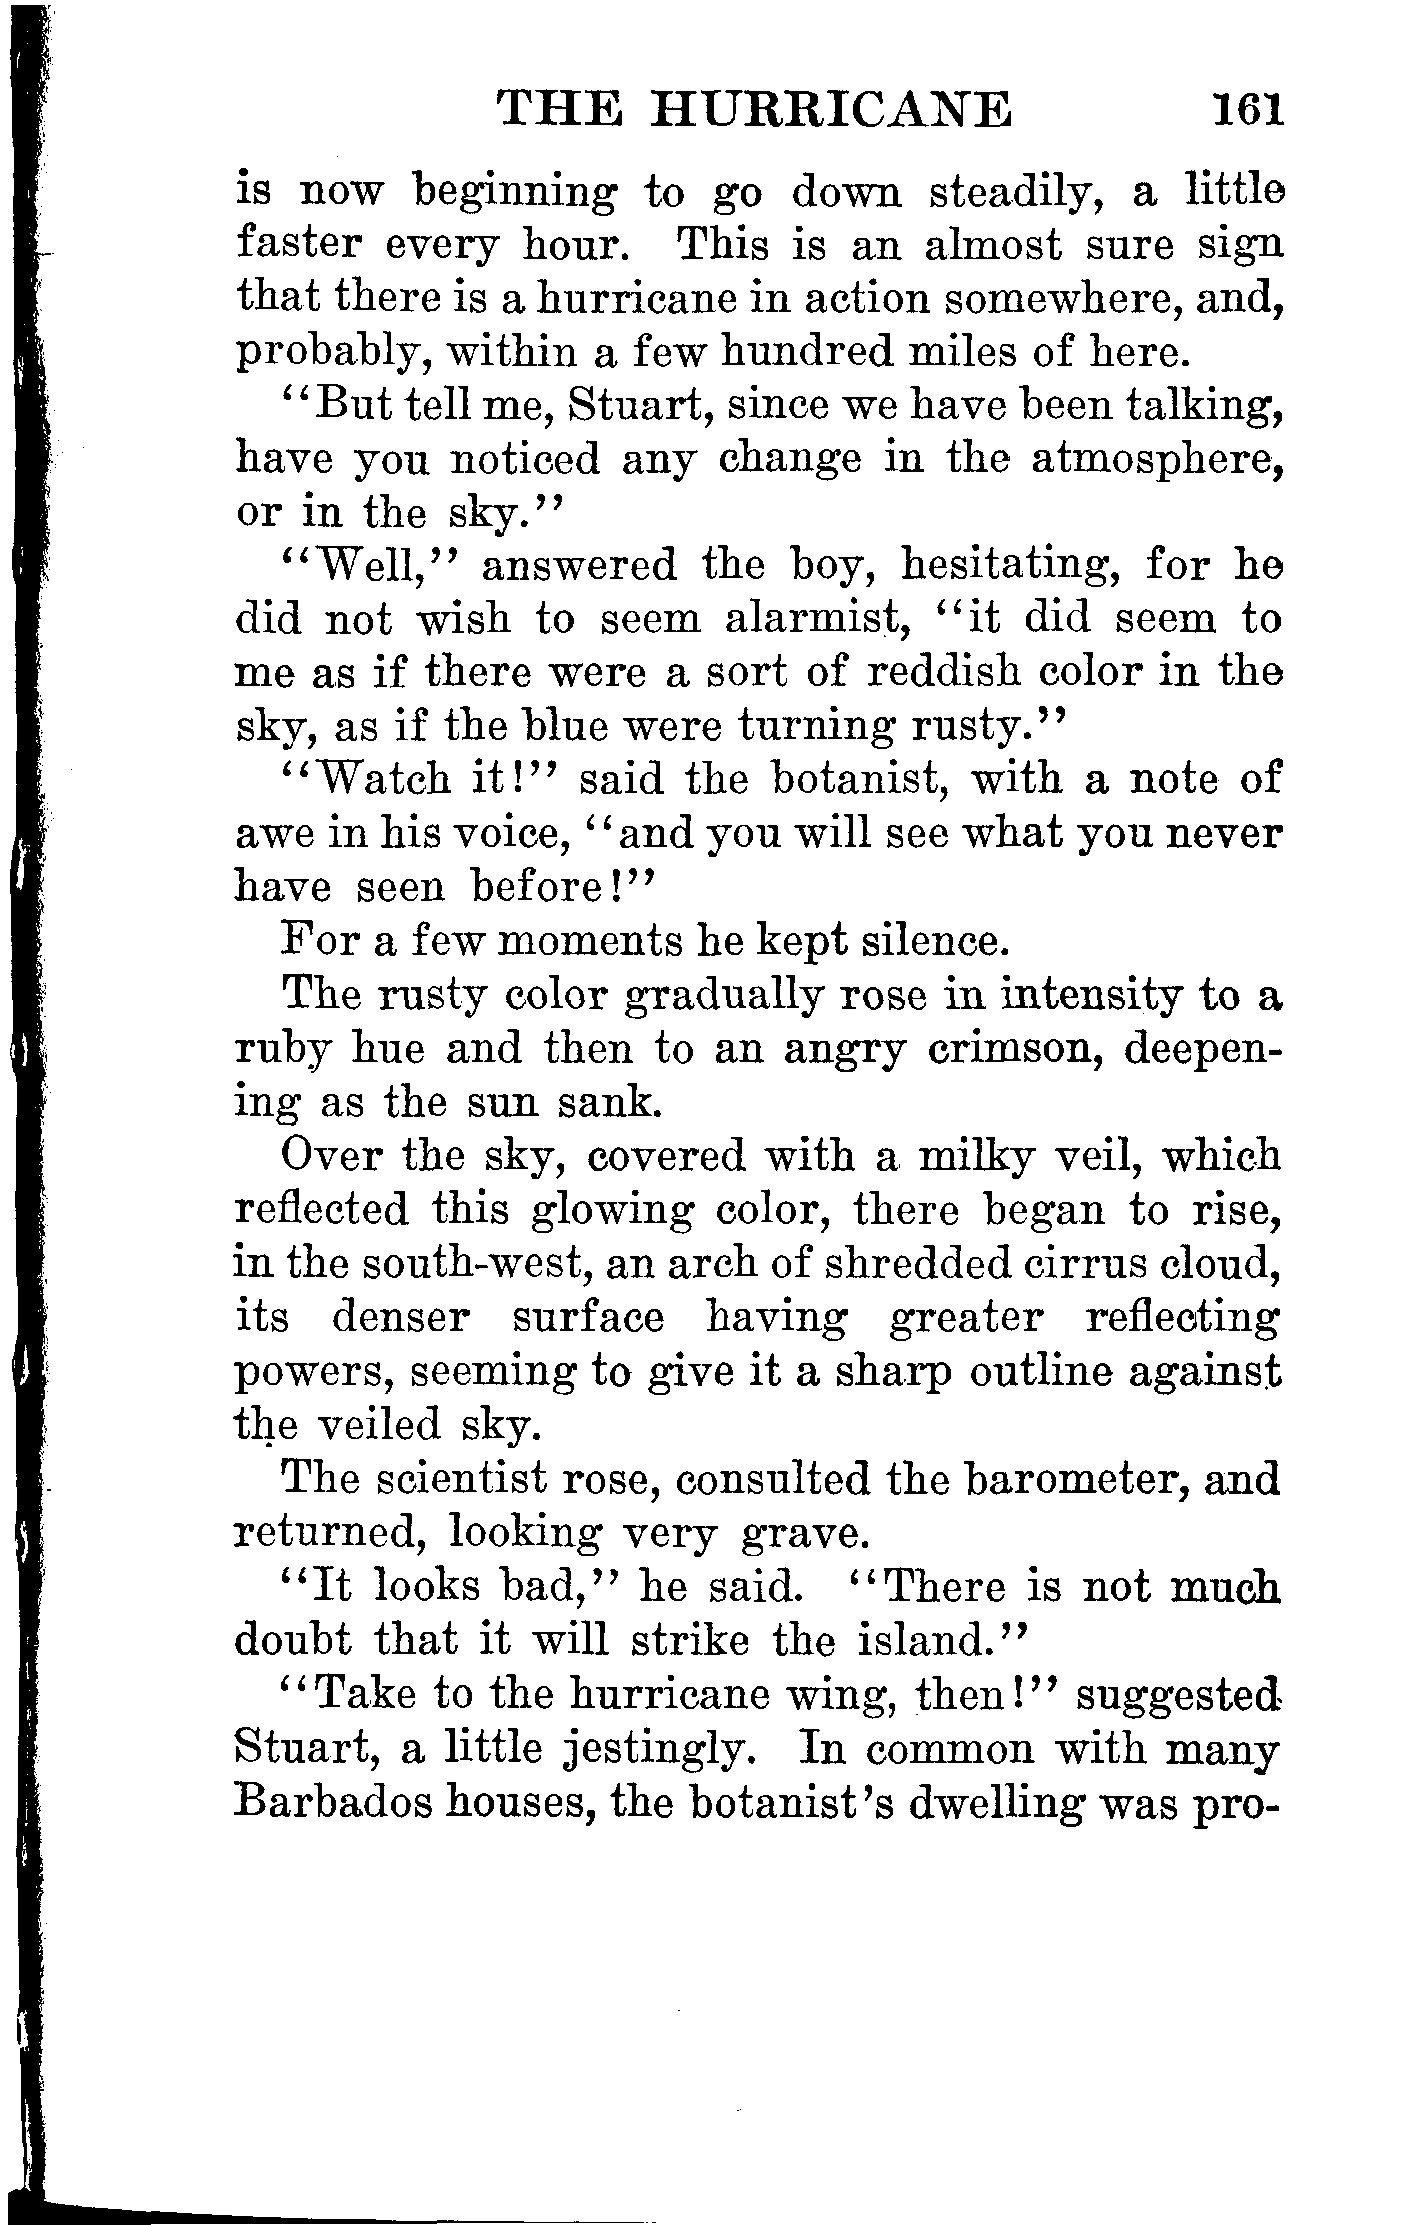 THE HURRICANE 161
is now beginning to go down steadily, a little
faster every hour. This is an almost sure sign
that there is a hurricane in action somewhere, and,
probably, within a few hundred miles of here.
“But tell me, Stuart, since we have been talking,
have you noticed any change in the atmosphere,
or in the sky.”
“Well,” answered the boy, hesitating, for he
did not wish to seem alarmist, “it did seem to
me as if there were a sort of reddish color in the
sky, as if the blue were turning rusty.”
“Watch it!” said the botanist, with a note of
awe in his voice, “and you will see what you never
have seen before!”
For a few moments he kept silence.
The rusty color gradually rose in intensity to a
ruby hue and then to an angry crimson, deepen-
ing as the sun sank.
Over the sky, covered with a milky veil, which
reflected this glowing color, there began to rise,
in the south-west, an arch of shredded cirrus cloud,
its denser surface having greater reflecting
powers, seeming to give it a sharp outline against
the veiled sky.
The scientist rose, consulted the barometer, and
returned, looking very grave.
“It looks bad,” he said. “There is not much
doubt that it will strike the island.”
“Take to the hurricane wing, then!” suggested
Stuart, a little jestingly. In common with many
Barbados houses, the botanist’s dwelling was pro-